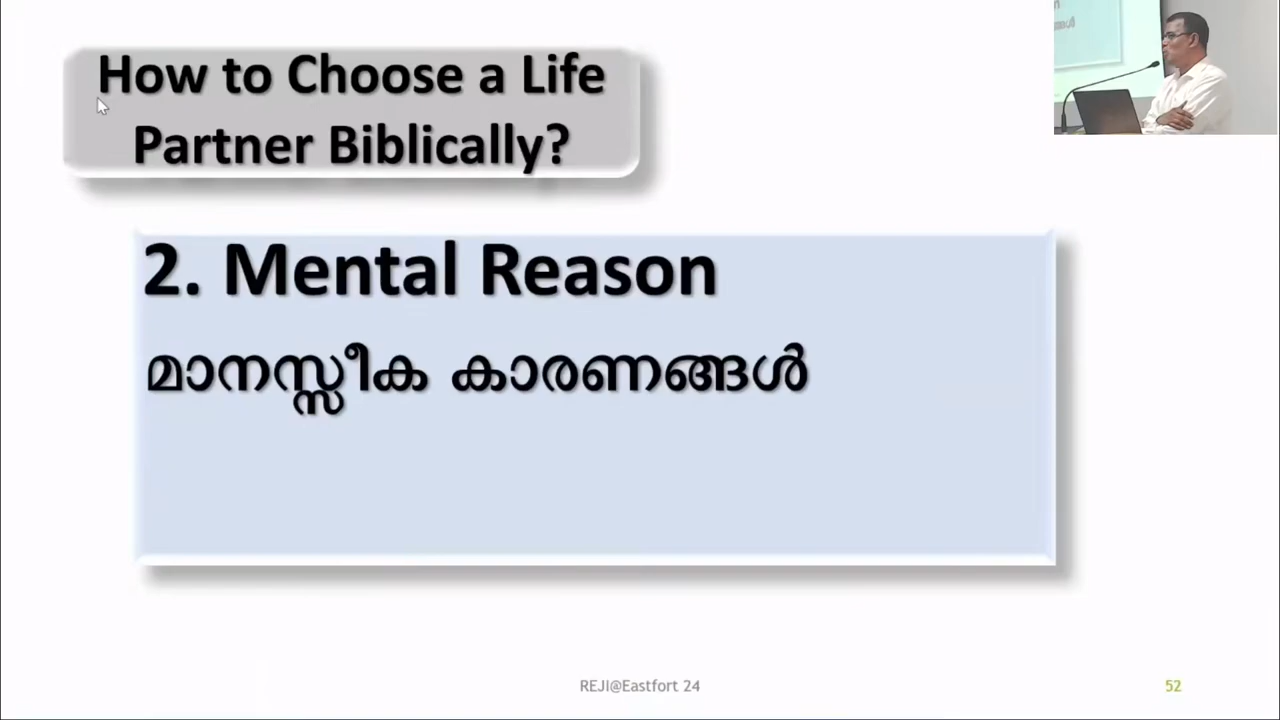 How to Choose a Life
Partner Biblically?
2. Mental Reason
മാനസ്സീക കാരണങ്ങൾ
REJI@Eastfort 24
52